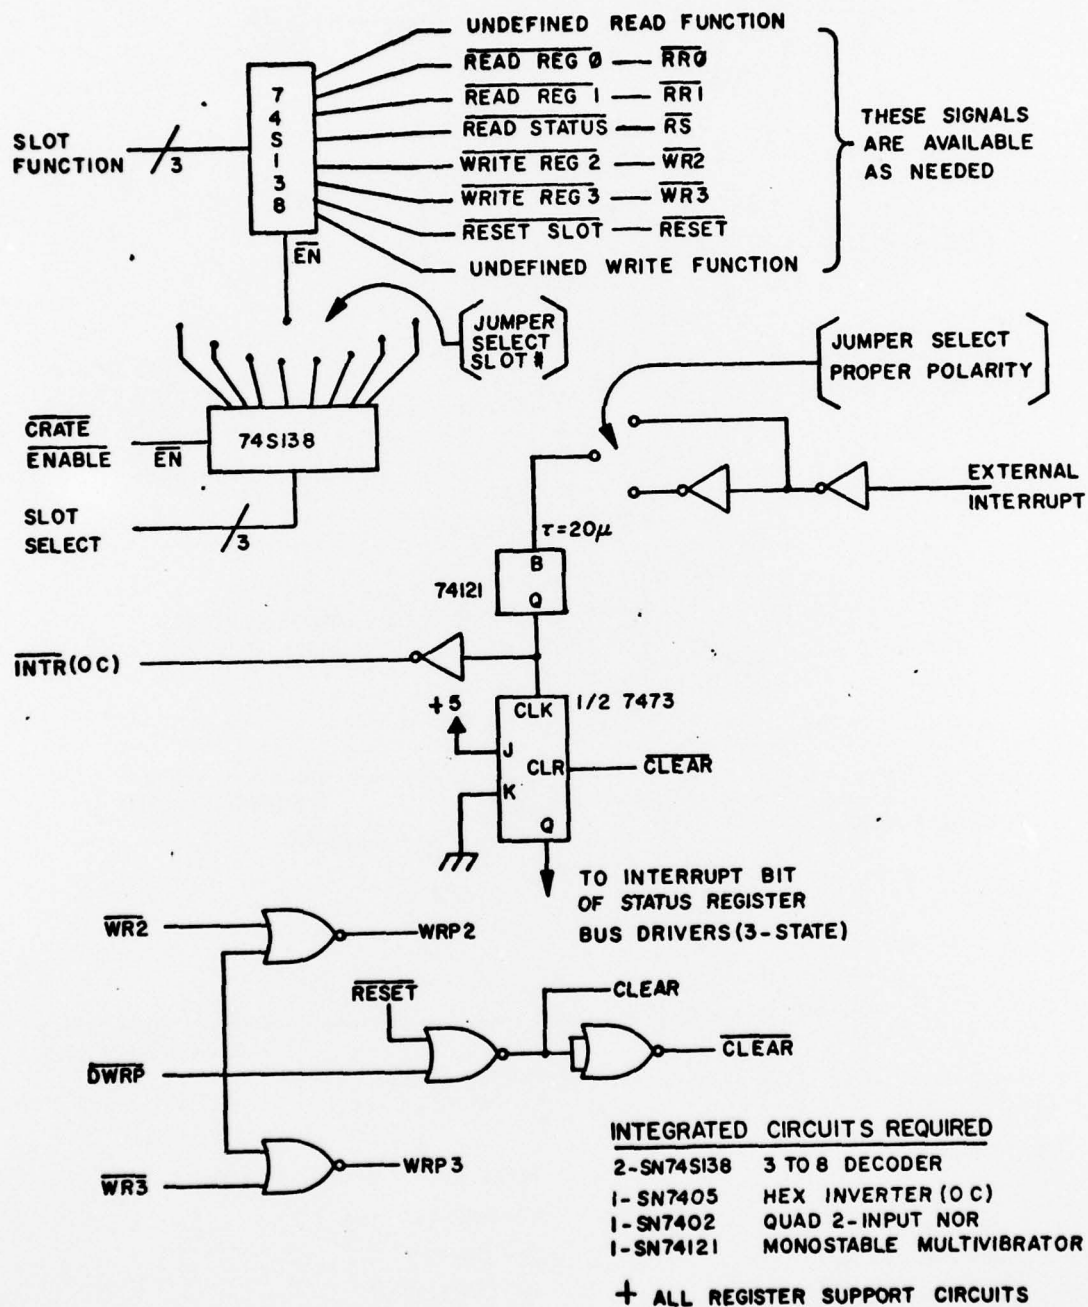 UNDEFINED READ FUNCTION
READ REG 0 — RR0
READ REG 1 — RR1
READ STATUS — RS
WRITE REG 2 — WR2
WRITE REG 3 — WR3
RESET SLOT — RESET
UNDEFINED WRITE FUNCTION
THESE SIGNALS
ARE AVAILABLE
AS NEEDED
SLOT
FUNCTION
3
74S138
EN
JUMPER
SELECT
SLOT #
JUMPER SELECT
PROPER POLARITY
CRATE
ENABLE
EN
74S138
SLOT
SELECT
3
EXTERNAL
INTERRUPT
τ=20μ
74121
B
Q
INTR(OC)
+5
CLK
1/2 7473
J
CLR
CLEAR
K
Q
TO INTERRUPT BIT
OF STATUS REGISTER
BUS DRIVERS (3-STATE)
WR2
WRP2
RESET
CLEAR
CLEAR
DWRP
WR3
WRP3
INTEGRATED CIRCUITS REQUIRED
2-SN74S138 3 TO 8 DECODER
1-SN7405 HEX INVERTER (OC)
1-SN7402 QUAD 2-INPUT NOR
1-SN74121 MONOSTABLE MULTIVIBRATOR
+ ALL REGISTER SUPPORT CIRCUITS